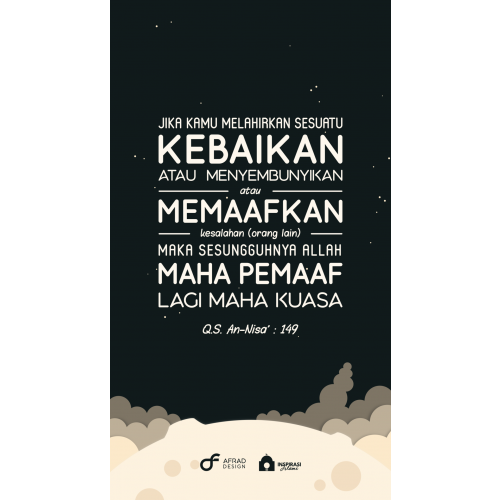 JIKA KAMU MELAHIRKAN SESUATU
KEBAIKAN
ATAU MENYEMBUNYIKAN
atau
MEMAAFKAN
kesalahan (orang lain)
MAKA SESUNGGUHNYA ALLAH
MAHA PEMAAF
LAGI MAHA KUASA
Q.S. An-Nisa' : 149
AFRAD
DESIGN
INSPIRASI
Islami